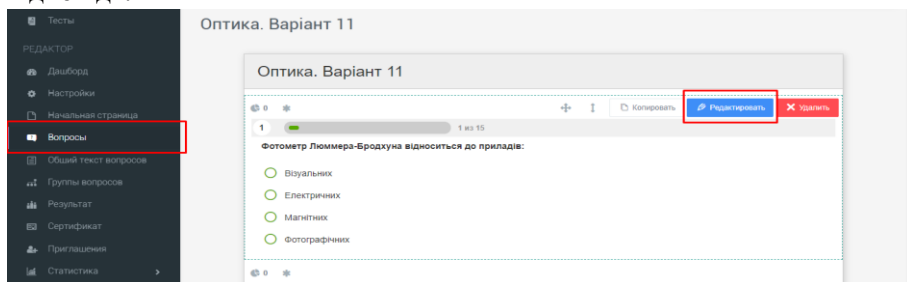 Тесты
Оптика. Варіант 11
РЕДАКТОР
Дашборд
Настройки
Начальная страница
Вопросы
Общий текст вопросов
Группы вопросов
Результат
Сертификат
Приглашения
Статистика
Оптика. Варіант 11
0
Копировать
Редактировать
Удалить
1
1 из 15
Фотометр Люммера-Бродхуна відноситься до приладів:
Візуальних
Електричних
Магнітних
Фотографічних
0